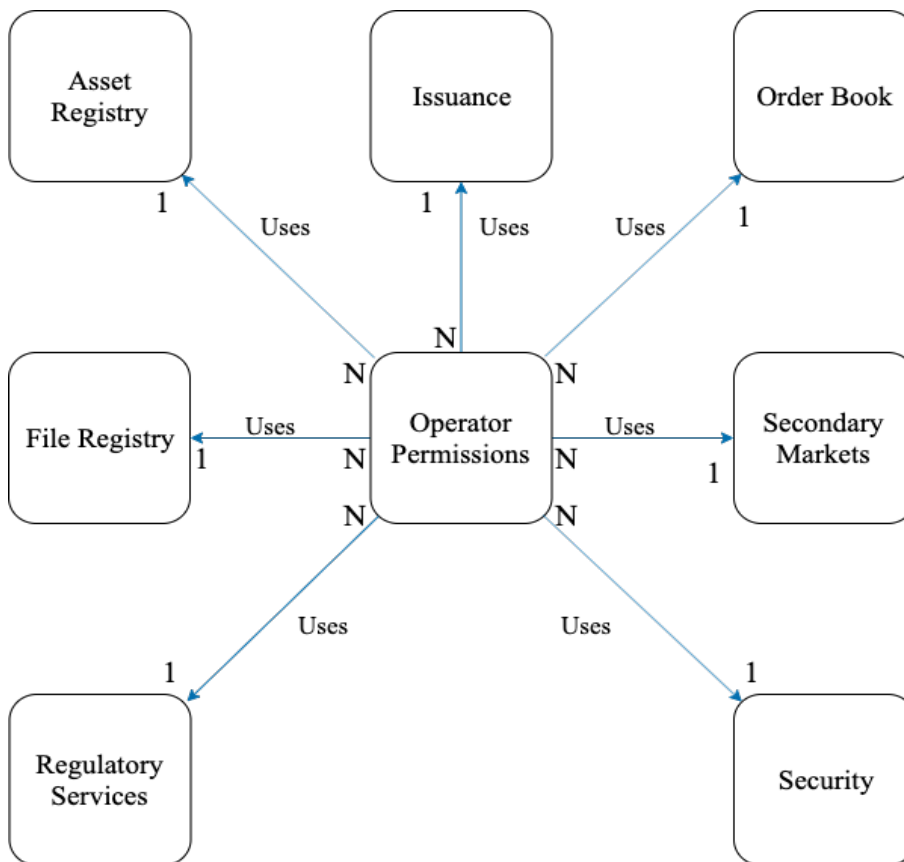 Asset
Registry
Issuance
Order Book
1
1
1
Uses
Uses
Uses
N
N
N
File Registry
Uses
1
Operator
Permissions
N
N
Uses
1
Secondary
Markets
N
N
Uses
Uses
1
1
Regulatory
Services
Security